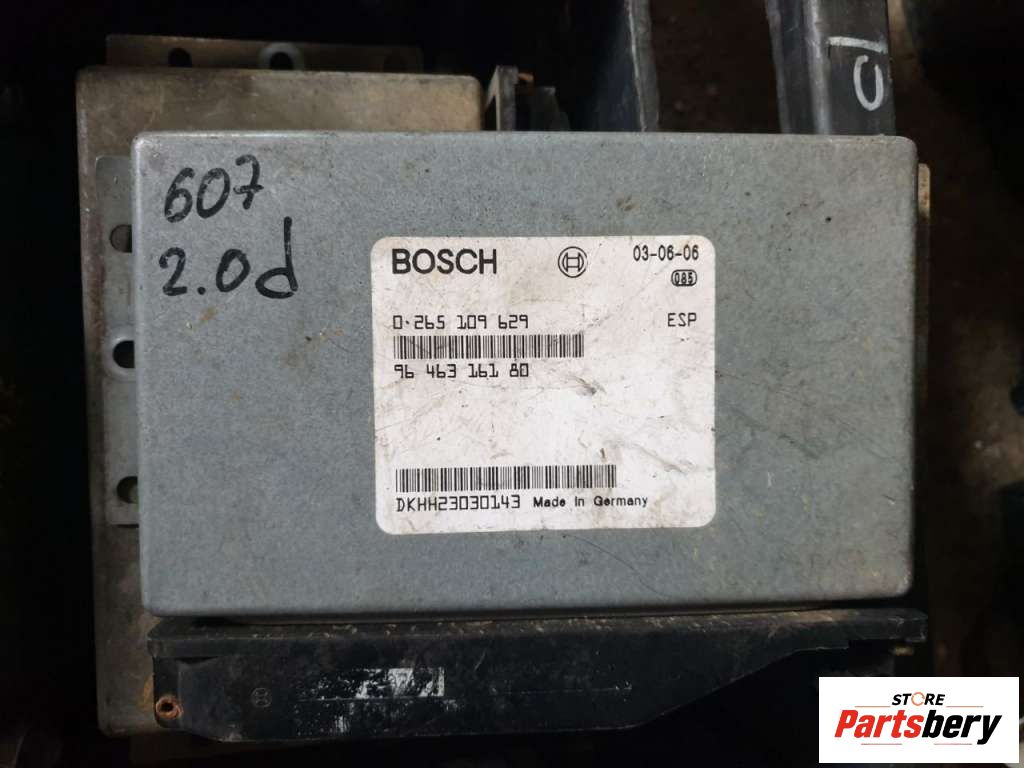 607
2.0d
BOSCH 03-06-06
085
0·265 109 629 ESP
96 463 161 80
DKHH23030143 Made in Germany
STORE
Partsbery